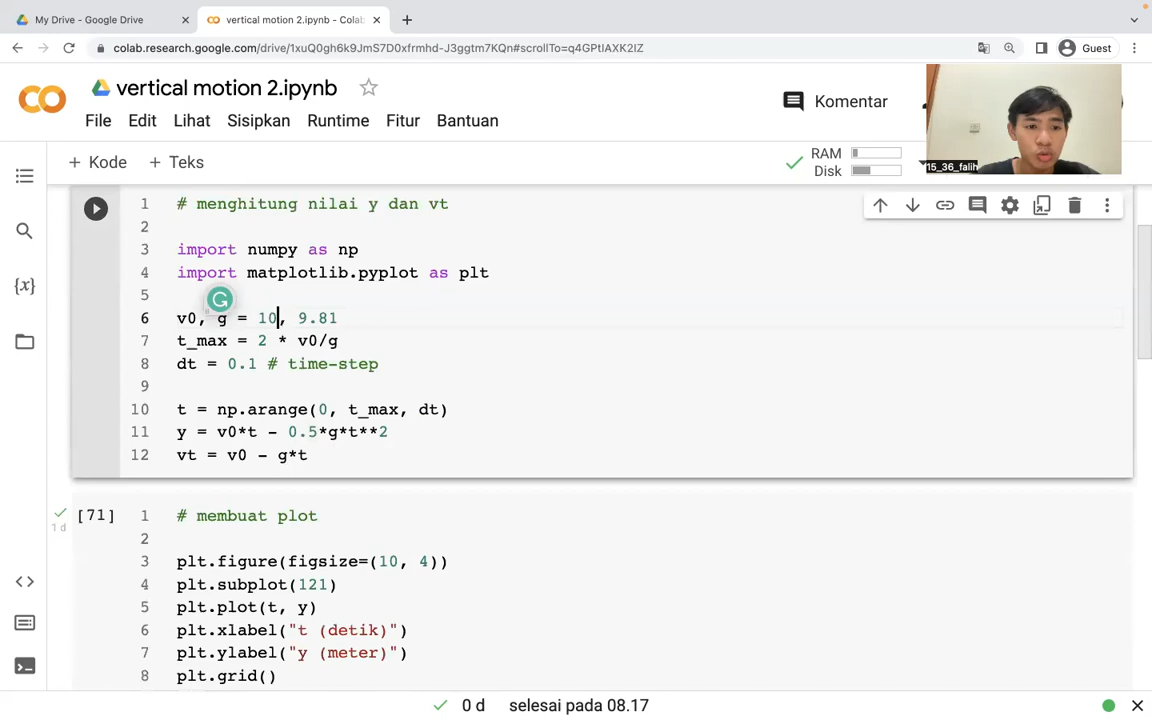 My Drive - Google Drive
vertical motion 2.ipynb - Colab
colab.research.google.com/drive/1xuQ0gh6k9JmS7D0xfrmhd-J3ggtm7KQn#scrollTo=q4GPtIAXK2IZ
Guest
vertical motion 2.ipynb
Komentar
File Edit Lihat Sisipkan Runtime Fitur Bantuan
15_36_falih
+ Kode + Teks
RAM
Disk
1 # menghitung nilai y dan vt
2
3 import numpy as np
4 import matplotlib.pyplot as plt
5
6 v0, g = 10, 9.81
7 t_max = 2 * v0/g
8 dt = 0.1 # time-step
9
10 t = np.arange(0, t_max, dt)
11 y = v0*t - 0.5*g*t**2
12 vt = v0 - g*t
[71] 1 # membuat plot
1 d
2
3 plt.figure(figsize=(10, 4))
4 plt.subplot(121)
5 plt.plot(t, y)
6 plt.xlabel("t (detik)")
7 plt.ylabel("y (meter)")
8 plt.grid()
0 d selesai pada 08.17